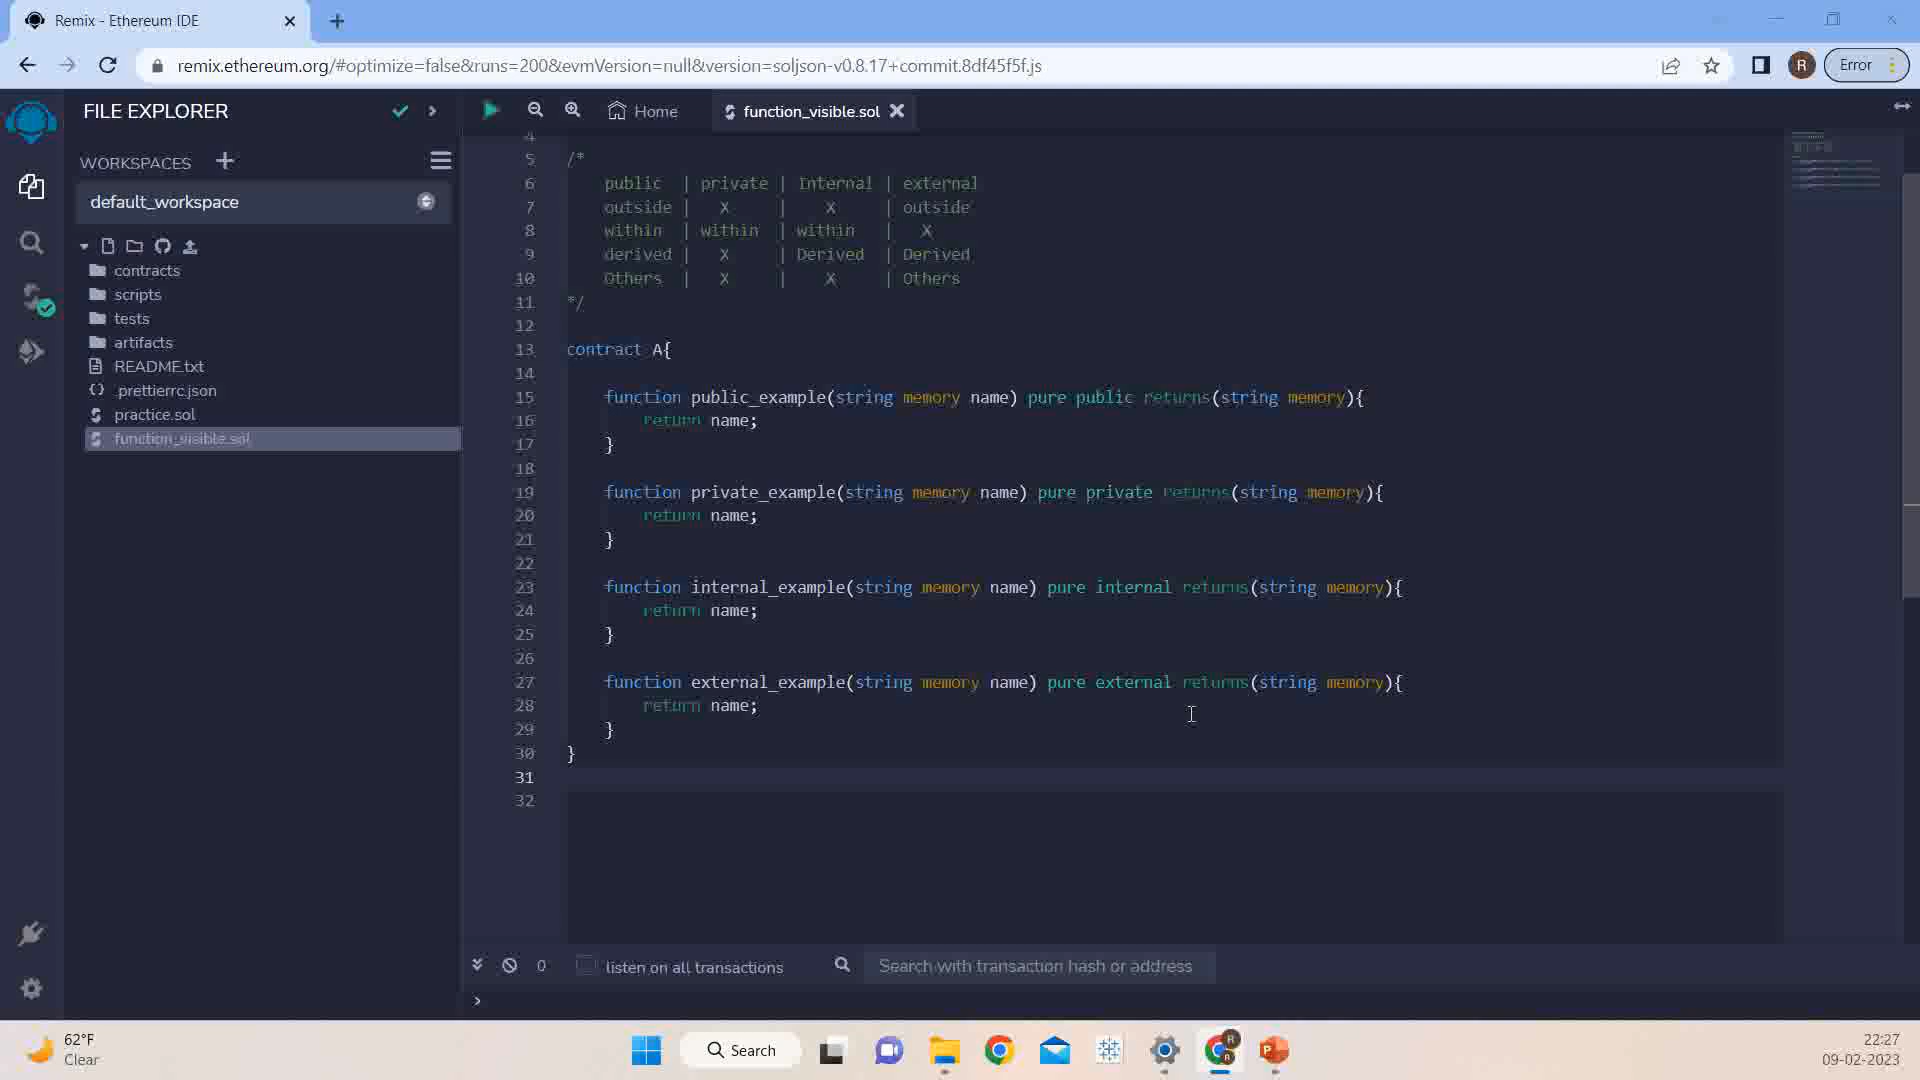 Remix - Ethereum IDE
remix.ethereum.org/#optimize=false&runs=200&evmVersion=null&version=soljson-v0.8.17+commit.8df45f5f.js
R
Error
FILE EXPLORER
Home
function_visible.sol
WORKSPACES
default_workspace
contracts
scripts
tests
artifacts
README.txt
.prettierrc.json
practice.sol
function_visible.sol
4
5 /*
6 public | private | Internal | external
7 outside | X | X | outside
8 within | within | within | X
9 derived | X | Derived | Derived
10 Others | X | X | Others
11 */
12
13 contract A{
14
15 function public_example(string memory name) pure public returns(string memory){
16 return name;
17 }
18
19 function private_example(string memory name) pure private returns(string memory){
20 return name;
21 }
22
23 function internal_example(string memory name) pure internal returns(string memory){
24 return name;
25 }
26
27 function external_example(string memory name) pure external returns(string memory){
28 return name;
29 }
30 }
31
32
0
listen on all transactions
Search with transaction hash or address
>
62°F
Clear
Search
22:27
09-02-2023